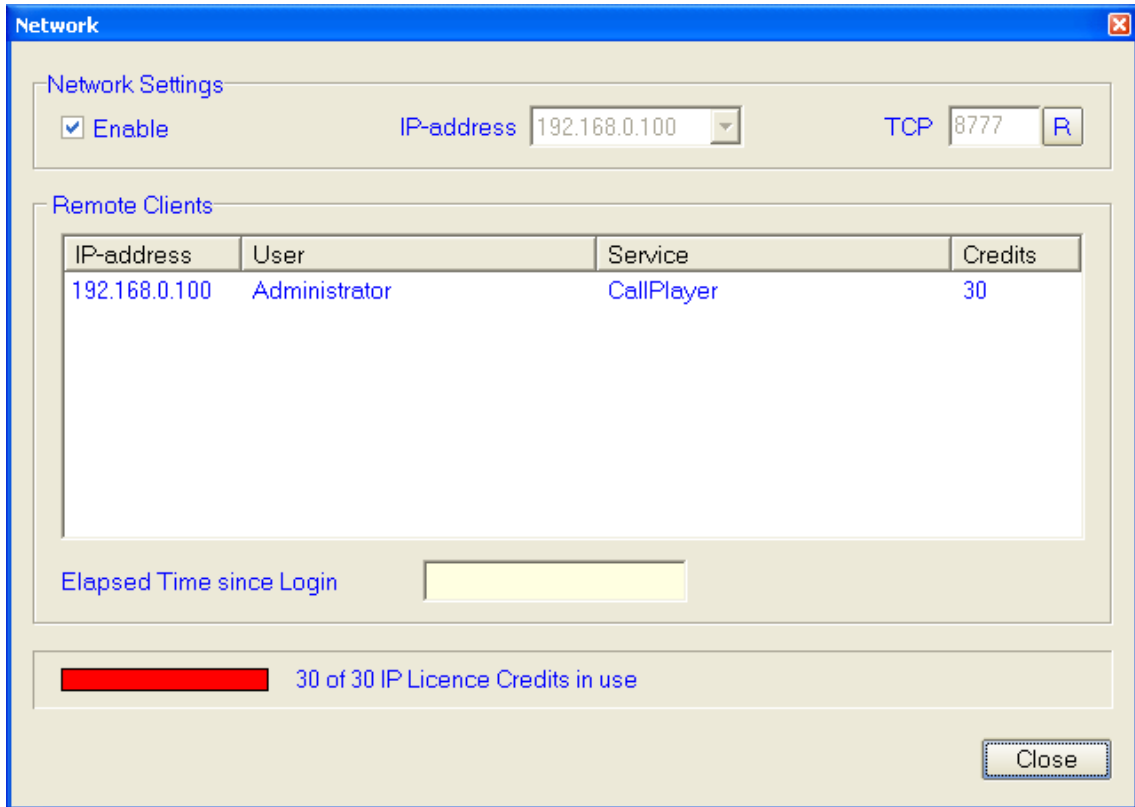 Network
Network Settings
Enable IP-address 192.168.0.100 TCP 8777 R
Remote Clients
IP-address User Service Credits
192.168.0.100 Administrator CallPlayer 30
Elapsed Time since Login
30 of 30 IP Licence Credits in use
Close